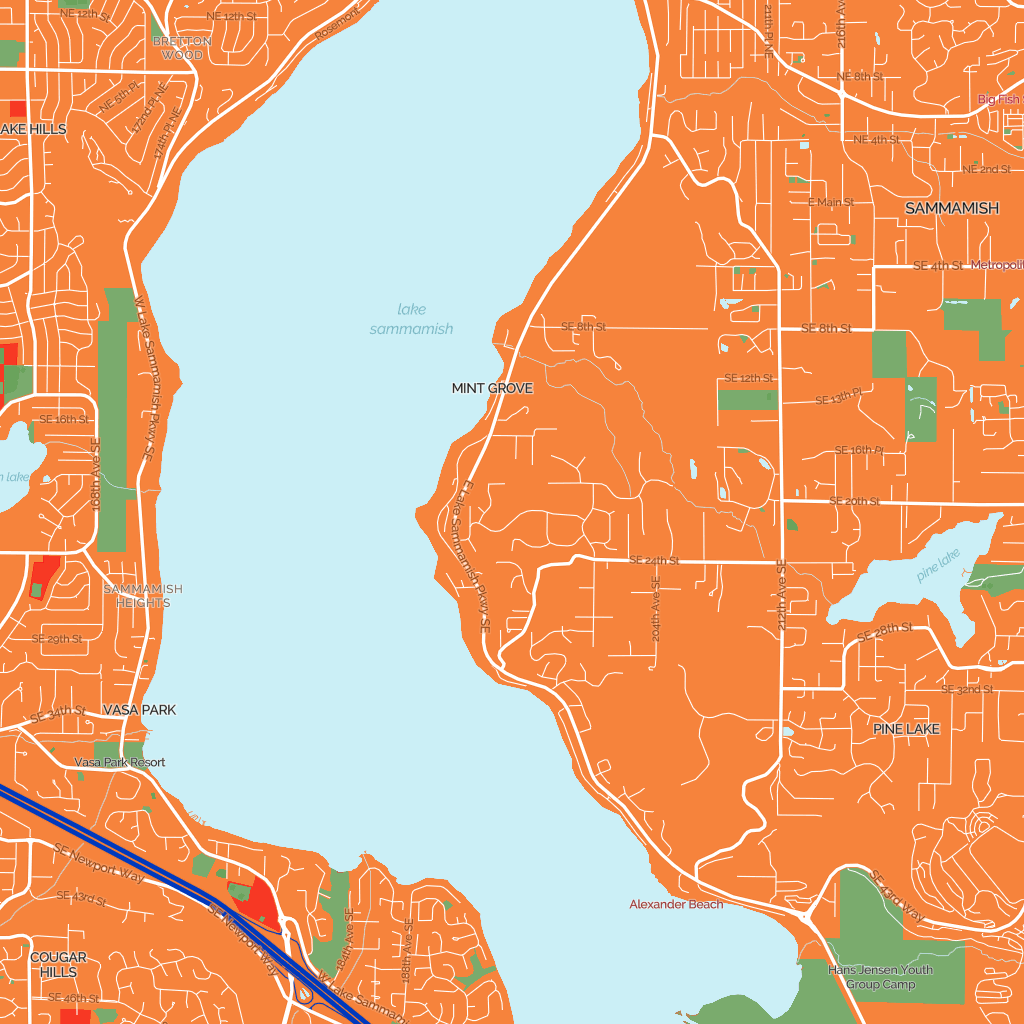 NE 12th St
NE 12th St
Rosemont
BRETTON
WOOD
211th Pl NE
216th Av
NE 8th St
NE 5th Pl
172nd PL NE
174th PL NE
Big Fish
AKE HILLS
NE 4th St
NE 2nd St
E Main St
SAMMAMISH
SE 4th St
Metropolit
lake
sammamish
SE 8th St
SE 8th St
W Lake Sammamish Pkwy SE
MINT GROVE
SE 12th St
SE 13th Pl
SE 16th St
SE 16th Pl
168th Ave SE
lake
E Lake Sammamish Pkwy SE
SE 20th St
SE 24th St
pine lake
SAMMAMISH
HEIGHTS
204th Ave SE
212th Ave SE
SE 29th St
SE 28th St
SE 32nd St
SE 34th St
VASA PARK
PINE LAKE
Vasa Park Resort
SE Newport Way
SE 43rd St
SE Newport Way
SE 43rd Way
Alexander Beach
184th Ave SE
188th Ave SE
COUGAR
HILLS
Hans Jensen Youth
Group Camp
W Lake Sammami
SE 46th St